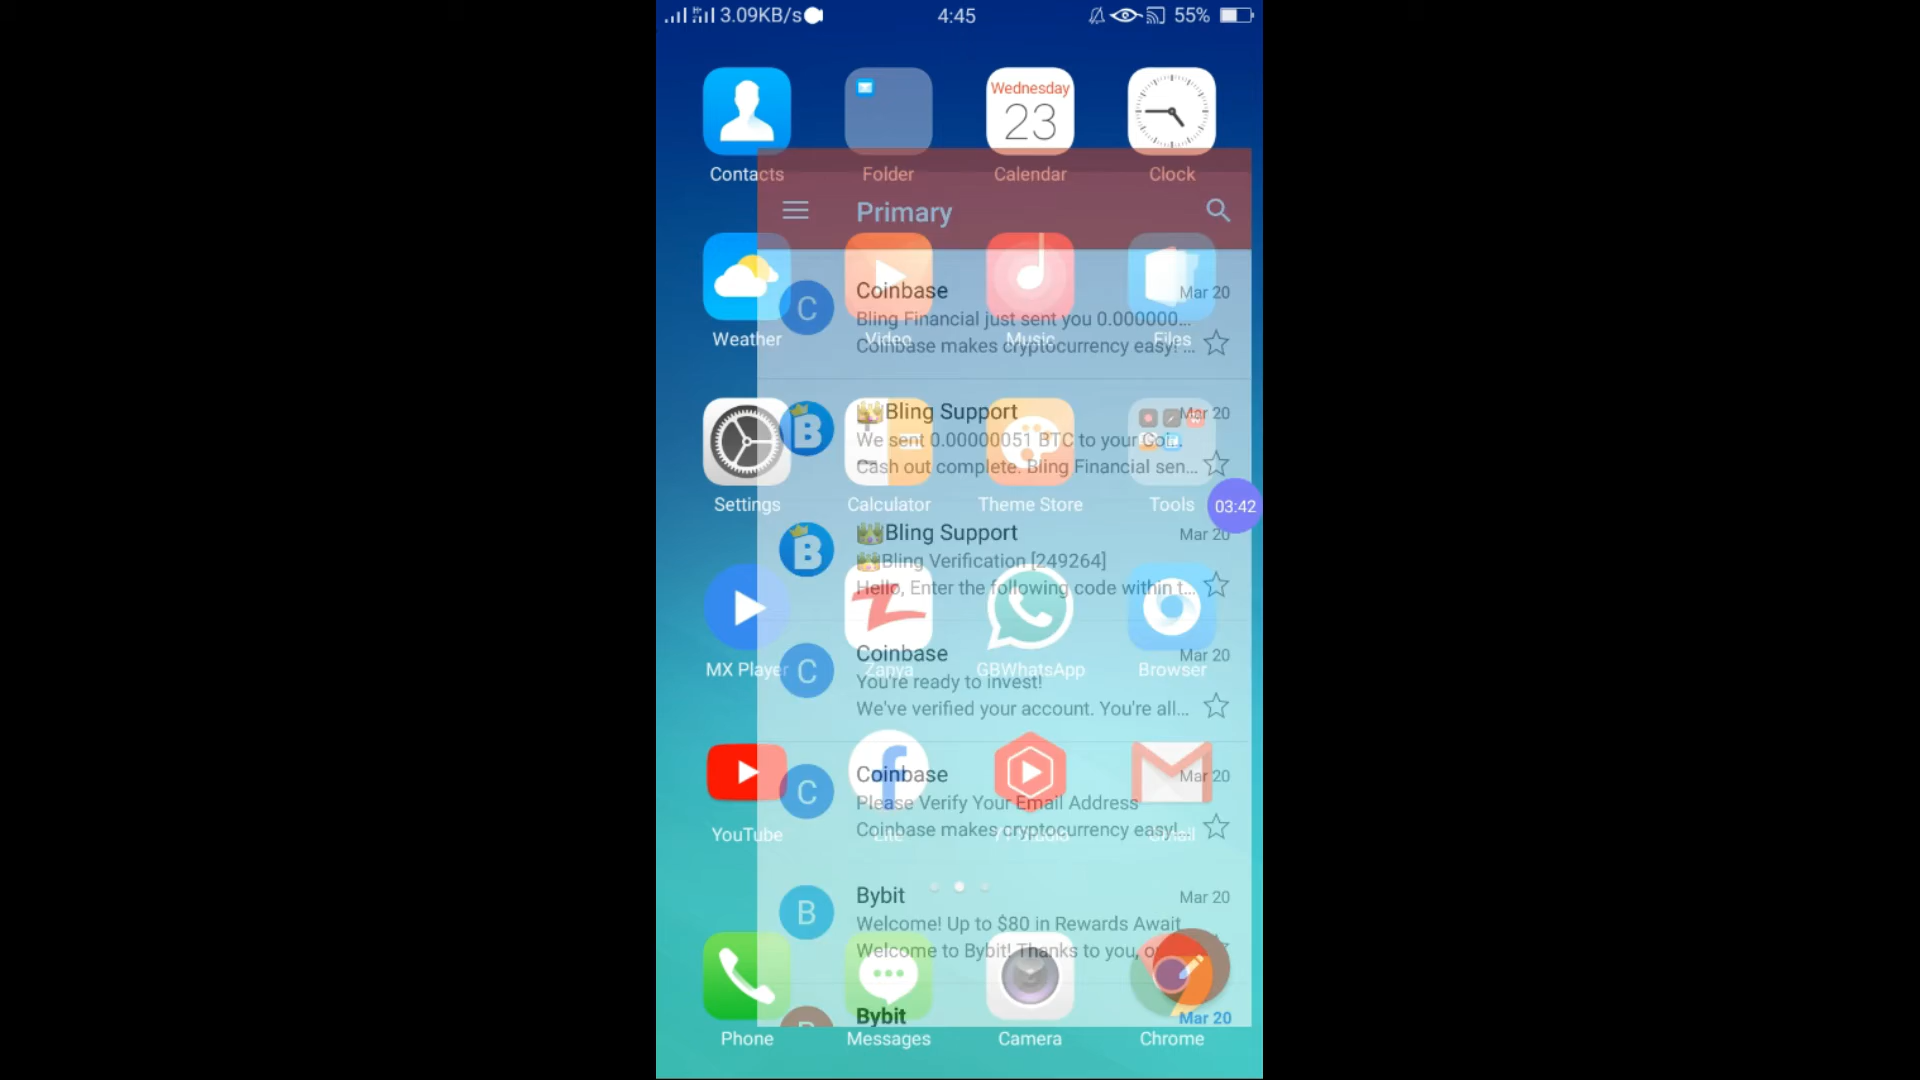 3.09KB/s
4:45
55%
Wednesday
23
Contacts
Folder
Calendar
Clock
Primary
Coinbase
Mar 20
Bling Financial just sent you 0.000000...
Coinbase makes cryptocurrency easy! ...
Weather
Video
Music
Files
👑Bling Support
Mar 20
We sent 0.00000051 BTC to your Coi...
Cash out complete. Bling Financial sen...
Settings
Calculator
Theme Store
Tools
03:42
👑Bling Support
Mar 20
👑Bling Verification [249264]
Hello, Enter the following code within t...
Coinbase
Mar 20
MX Player
GBWhatsApp
Browser
You're ready to invest!
We've verified your account. You're all...
Coinbase
Mar 20
Please Verify Your Email Address
Coinbase makes cryptocurrency easy!...
YouTube
Lite
Gmail
Bybit
Mar 20
Welcome! Up to $80 in Rewards Await
Welcome to Bybit! Thanks to you, o
Bybit
Mar 20
Phone
Messages
Camera
Chrome